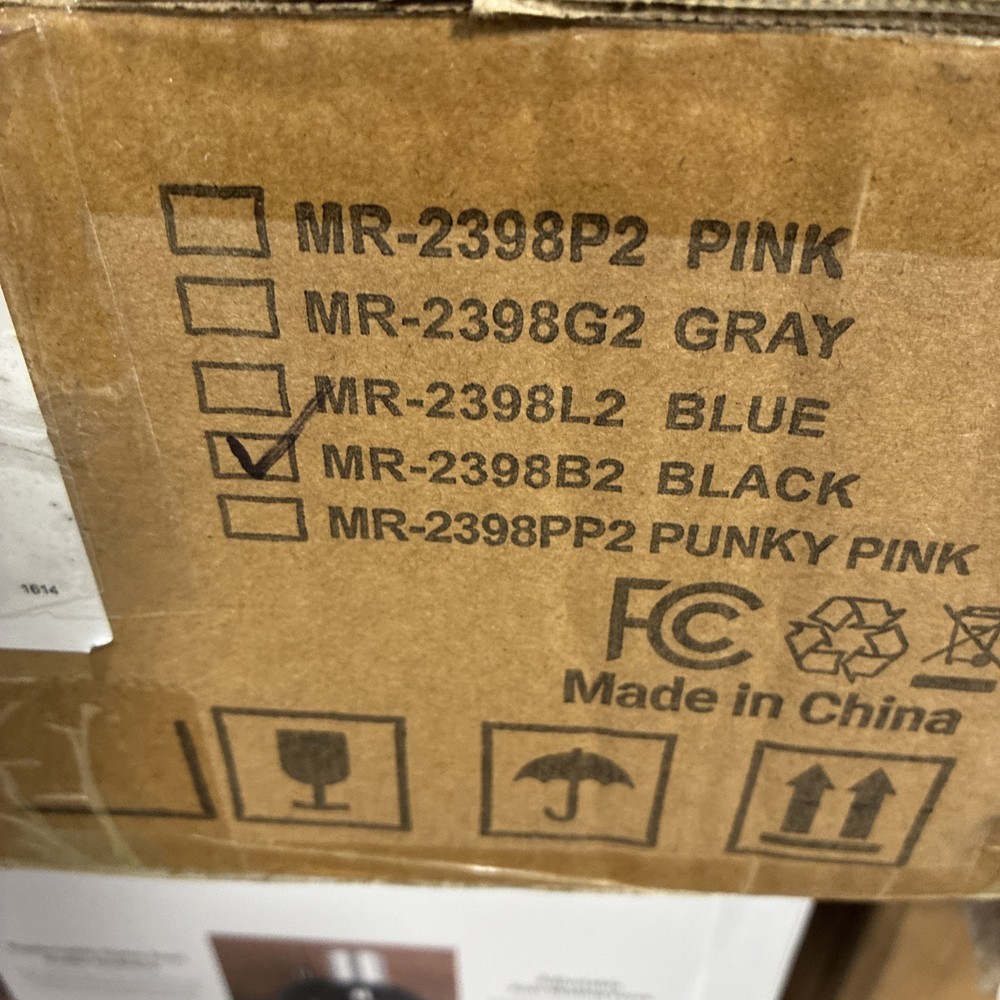 MR-2398P2 PINK
MR-2398G2 GRAY
MR-2398L2 BLUE
MR-2398B2 BLACK
MR-2398PP2 PUNKY PINK
1614
FC
Made in China